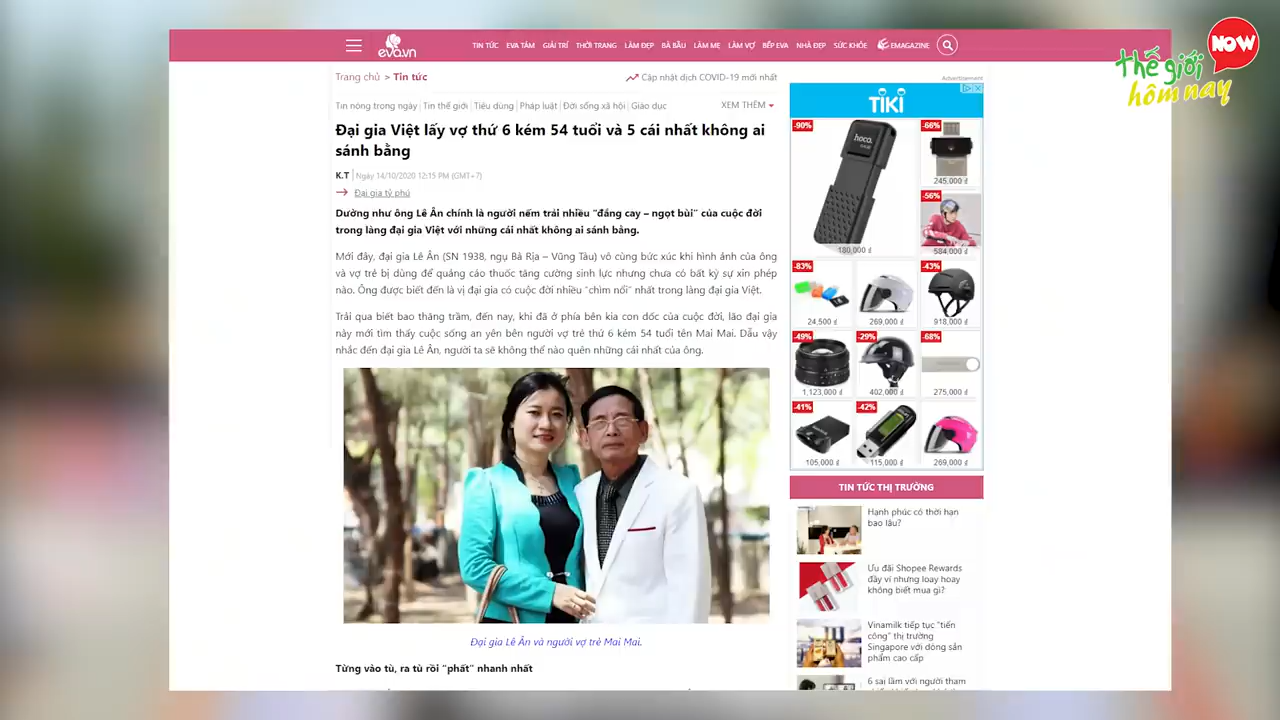 NOW
thế giới
hôm nay
eva.vn
TIN TỨC EVA TÁM GIẢI TRÍ THỜI TRANG LÀM ĐẸP BÀ BẦU LÀM MẸ LÀM VỢ BẾP EVA NHÀ ĐẸP SỨC KHỎE EMAGAZINE
Trang chủ > Tin tức
Cập nhật dịch COVID-19 mới nhất
Tin nóng trong ngày | Tin thế giới | Tiêu dùng | Pháp luật | Đời sống xã hội | Giáo dục
XEM THÊM
Đại gia Việt lấy vợ thứ 6 kém 54 tuổi và 5 cái nhất không ai
sánh bằng
K.T | Ngày 14/10/2020 12:15 PM (GMT+7)
Đại gia tỷ phú
Dường như ông Lê Ân chính là người nếm trải nhiều "đắng cay – ngọt bùi" của cuộc đời
trong làng đại gia Việt với những cái nhất không ai sánh bằng.
Mới đây, đại gia Lê Ân (SN 1938, ngụ Bà Rịa – Vũng Tàu) vô cùng bức xúc khi hình ảnh của ông
và vợ trẻ bị dùng để quảng cáo thuốc tăng cường sinh lực nhưng chưa có bất kỳ sự xin phép
nào. Ông được biết đến là vị đại gia có cuộc đời nhiều "chìm nổi" nhất trong làng đại gia Việt.
Trải qua biết bao thăng trầm, đến nay, khi đã ở phía bên kia con dốc của cuộc đời, lão đại gia
này mới tìm thấy cuộc sống an yên bên người vợ trẻ thứ 6 kém 54 tuổi tên Mai Mai. Dẫu vậy
nhắc đến đại gia Lê Ân, người ta sẽ không thể nào quên những cái nhất của ông.
Đại gia Lê Ân và người vợ trẻ Mai Mai.
Từng vào tù, ra tù rồi "phất" nhanh nhất
Advertisement
TIKI
-90%
-66%
hoco.
245,000 đ
-56%
180,000 đ
584,000 đ
-83%
-43%
24,500 đ
269,000 đ
918,000 đ
-49%
-29%
-68%
1,123,000 đ
402,000 đ
275,000 đ
-41%
-42%
105,000 đ
115,000 đ
269,000 đ
TIN TỨC THỊ TRƯỜNG
Hạnh phúc có thời hạn
bao lâu?
Ưu đãi Shopee Rewards
đầy ví nhưng loay hoay
không biết mua gì?
Vinamilk tiếp tục "tiến
công" thị trường
Singapore với dòng sản
phẩm cao cấp
6 sai lầm với người tham